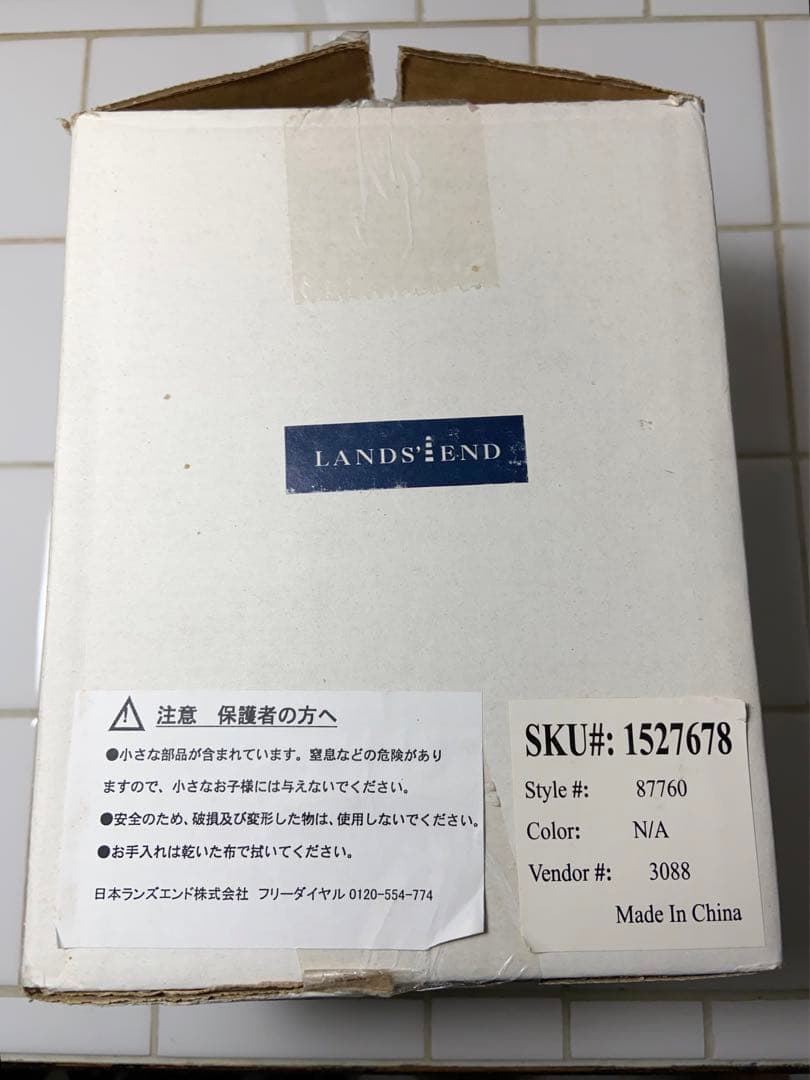 LANDS' END
注意 保護者の方へ
●小さな部品が含まれています。窒息などの危険があり
ますので、小さなお子様には与えないでください。
●安全のため、破損及び変形した物は、使用しないでください。
●お手入れは乾いた布で拭いてください。
日本ランズエンド株式会社 フリーダイヤル 0120-554-774
SKU#: 1527678
Style #: 87760
Color: N/A
Vendor #: 3088
Made In China